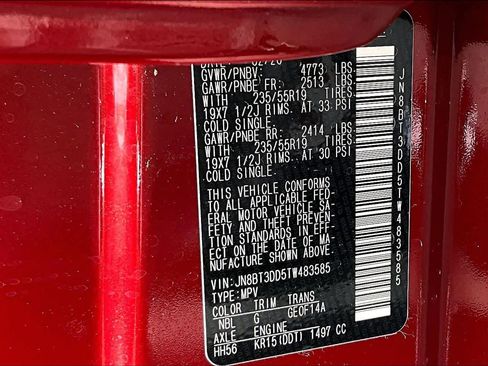 GVWR/PNBV: 4773 LBS
GAWR/PNBE FR: 2513 LBS.
WITH 235/55R19 TIRES.
19X7 1/2J RIMS. AT 33 PSI
COLD SINGLE.
GAWR/PNBE RR: 2414 LBS
WITH 235/55R19 TIRES.
19X7 1/2J RIMS. AT 30 PSI
COLD SINGLE.
THIS VEHICLE CONFORMS
TO ALL APPLICABLE FED-
ERAL MOTOR VEHICLE SA-
FETY AND THEFT PREVEN-
TION STANDARDS IN EFF-
ECT ON THE DATE OF MA-
NUFACTURE SHOWN ABOVE.
VIN: JN8BT3DD5TW483585
TYPE: MPV
COLOR TRIM TRANS
NBL G GE0F14A
AXLE ENGINE
HH56 KR15(DDT) 1497 CC
JN8BT3DD5TW483585